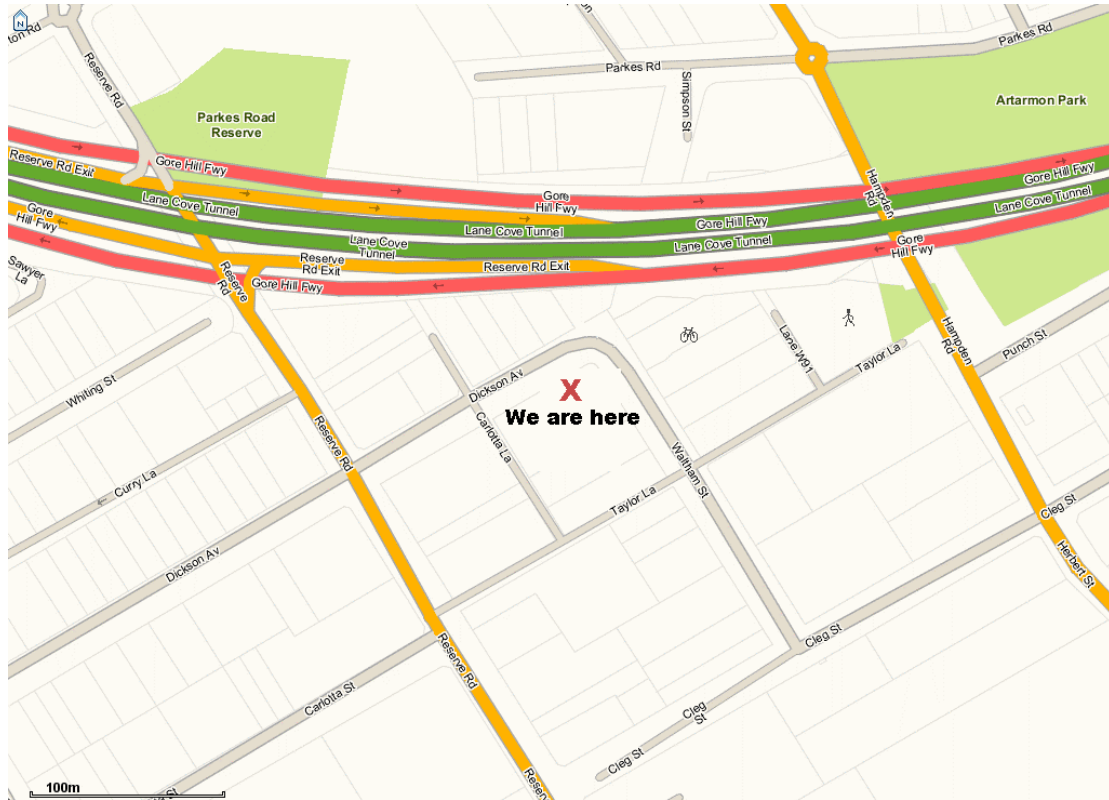 N
ton Rd
Reserve Rd
Parkes Road
Reserve
Parkes Rd
Simpson St
Parkes Rd
Artarmon Park
Reserve Rd Exit
Gore Hill Fwy
Gore
Hill Fwy
Hampden
Rd
Gore Hill Fwy
Lane Cove Tunnel
Lane Cove Tunnel
Gore Hill Fwy
Lane Cove Tunnel
Gore
Hill Fwy
Lane Cove
Tunnel
Lane Cove Tunnel
Gore
Hill Fwy
Reserve
Rd Exit
Reserve Rd Exit
Sawyer
La
Reserve
Rd
Gore Hill Fwy
Hampden
Rd
Punch St
Lane W91
Taylor La
Whiting St
Dickson Av
X
We are here
Carlotta La
Reserve Rd
Waltham St
Curry La
Taylor La
Cleg St
Dickson Av
Herbert St
Cleg St
Reserve Rd
Carlotta St
Cleg
St
Cleg St
Reserve
100m
St